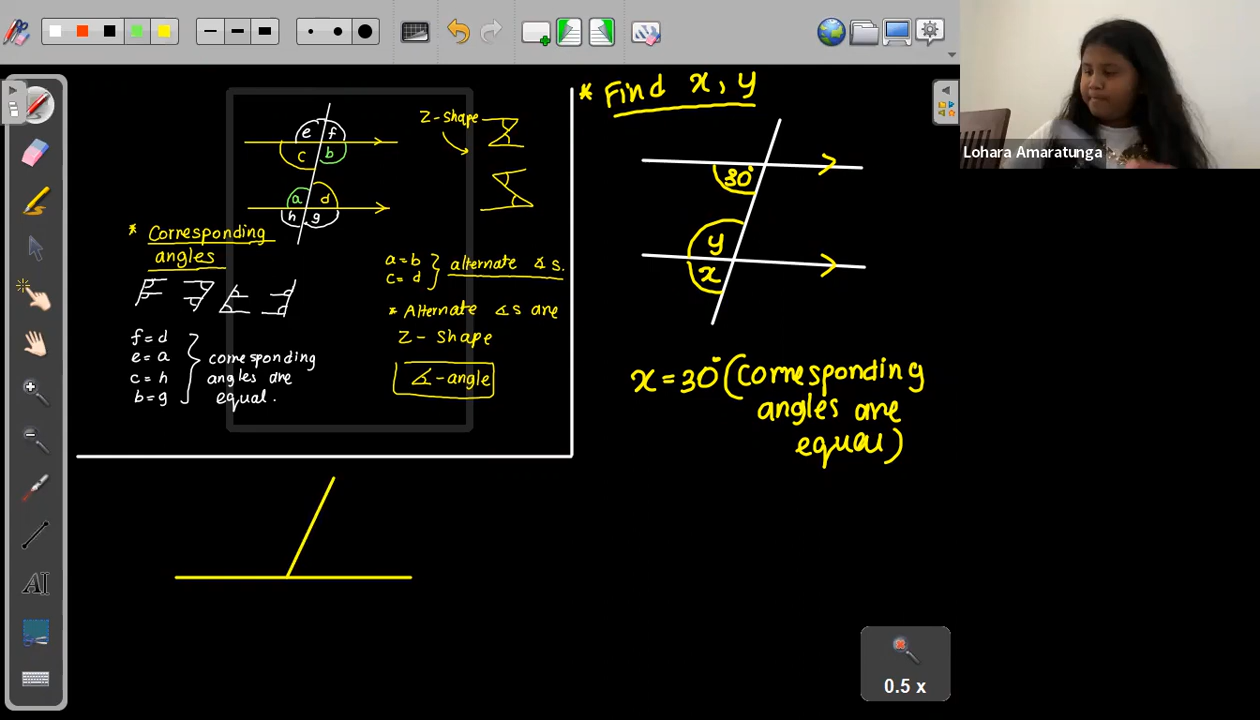 Z-shape
e f
c b
a d
h g
* Corresponding
angles
f=d
e=a
c=h
b=g
corresponding
angles are
equal.
a=b
c=d
alternate ∡s.
* Alternate ∡s are
Z-shape
∡-angle
* Find x, y
30°
y
x
x=30°(Corresponding
angles are
equal)
Lohara Amaratunga
0.5 x